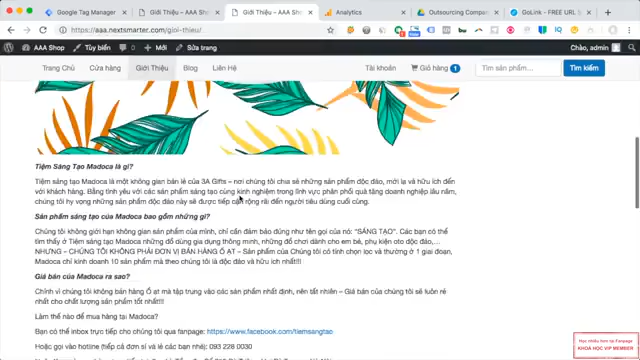 Google Tag Manager
Giới Thiệu – AAA Shop
Giới Thiệu – AAA Shop
Analytics
Outsourcing Compan
GoLink - FREE URL S
https://aaa.nextsmarter.com/gioi-thieu/
AAA Shop
Tùy biến
0
Mới
Sửa trang
Chào, admin
Trang Chủ
Cửa hàng
Giới Thiệu
Blog
Liên Hệ
Tài khoản
Giỏ hàng 1
Tìm sản phẩm...
Tìm kiếm
Tiệm Sáng Tạo Madoca là gì?
Tiệm sáng tạo Madoca là một không gian bán lẻ của 3A Gifts – nơi chúng tôi chia sẻ những sản phẩm độc đáo, mới lạ và hữu ích đến
với khách hàng. Bằng tình yêu với các sản phẩm sáng tạo cùng kinh nghiệm trong lĩnh vực phân phối quà tặng doanh nghiệp lâu năm,
chúng tôi hy vọng những sản phẩm độc đáo này sẽ được tiếp cận rộng rãi đến người tiêu dùng cuối cùng.
Sản phẩm sáng tạo của Madoca bao gồm những gì?
Chúng tôi không giới hạn không gian sản phẩm của mình, chỉ cần đảm bảo đúng như tên gọi của nó: "SÁNG TẠO". Các bạn có thể
tìm thấy ở Tiệm sáng tạo Madoca những đồ dùng gia dụng thông minh, những đồ chơi dành cho em bé, phụ kiện oto độc đáo,...
NHƯNG – CHÚNG TÔI KHÔNG PHẢI ĐƠN VỊ BÁN HÀNG Ồ ẠT – Sản phẩm của Chúng tôi có tính chọn lọc và thường ở 1 giai đoạn,
Madoca chỉ kinh doanh 10 sản phẩm mà theo chúng tôi là độc đáo và hữu ích nhất!!!
Giá bán của Madoca ra sao?
Chính vì chúng tôi không bán hàng Ồ ạt mà tập trung vào các sản phẩm nhất định, nên tất nhiên – Giá bán của chúng tôi sẽ luôn rẻ
nhất cho chất lượng sản phẩm tốt nhất!!!
Làm thế nào để mua hàng tại Madoca?
Bạn có thể inbox trực tiếp cho chúng tôi qua fanpage: https://www.facebook.com/tiemsangtao
Hoặc gọi vào hotline (tiếp cả đơn sỉ và lẻ các bạn nhé): 093 228 0030
Học nhiều hơn tại Fanpage
KHOÁ HỌC VIP MEMBER